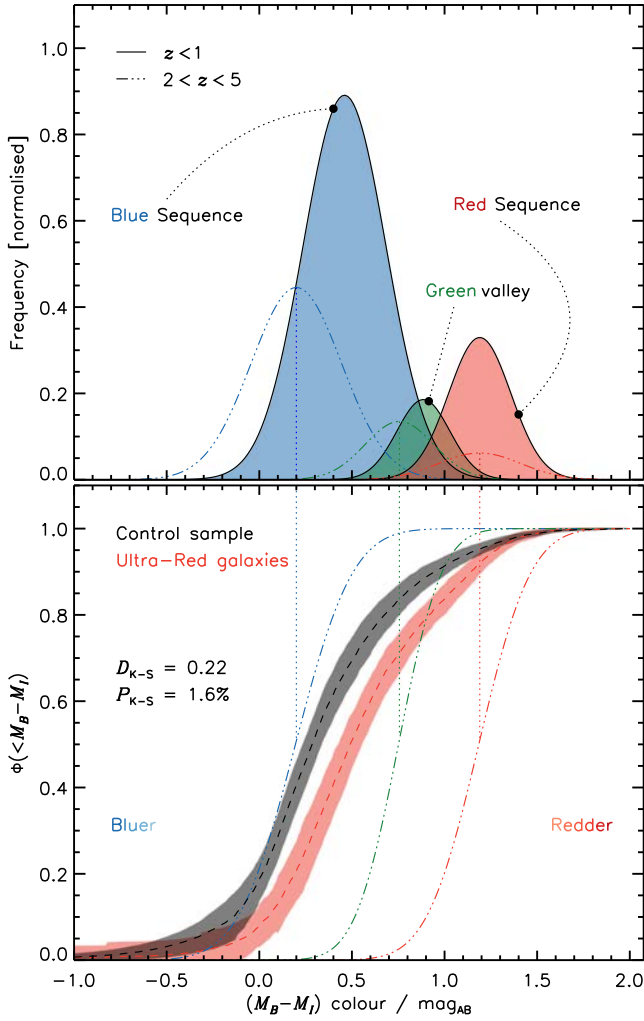 1.0
z < 1
2 < z < 5
0.8
0.6
0.4
0.2
0.0
Frequency [normalised]
Blue Sequence
Red Sequence
Green valley
1.0
0.8
0.6
0.4
0.2
0.0
Φ(<M_B−M_I)
Control sample
Ultra−Red galaxies
D_K−S = 0.22
P_K−S = 1.6%
Bluer
Redder
−1.0 −0.5 0.0 0.5 1.0 1.5 2.0
(M_B−M_I) colour / mag_AB